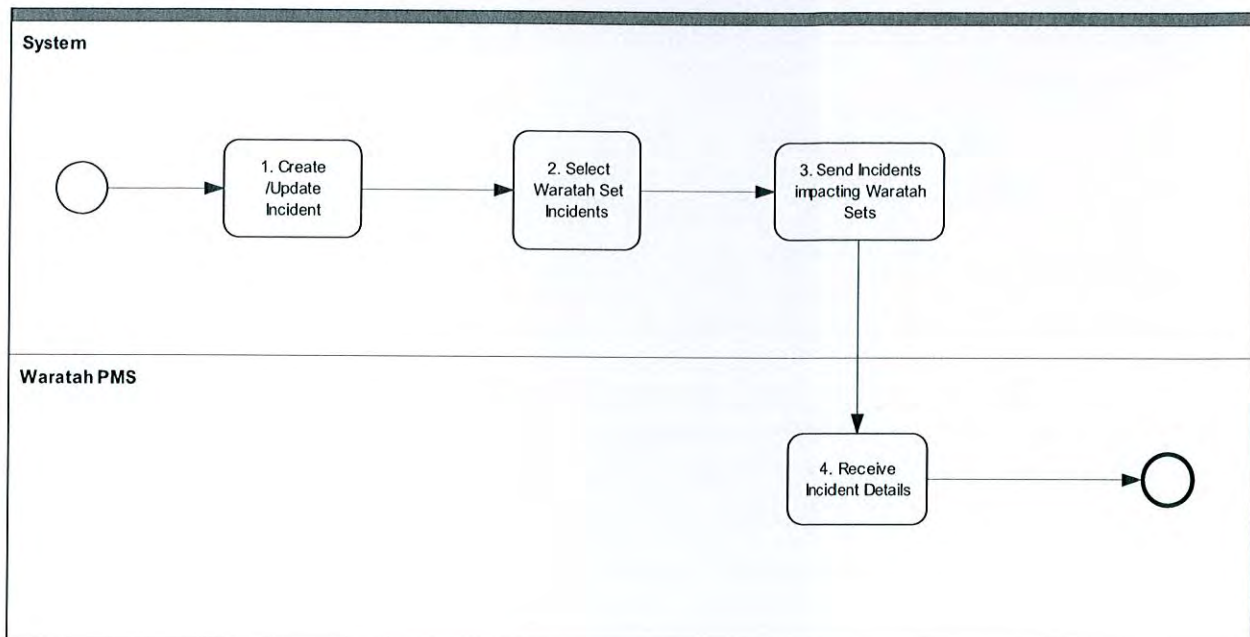 System
1. Create
/Update
Incident
2. Select
Waratah Set
Incidents
3. Send Incidents
impacting Waratah
Sets
Waratah PMS
4. Receive
Incident Details